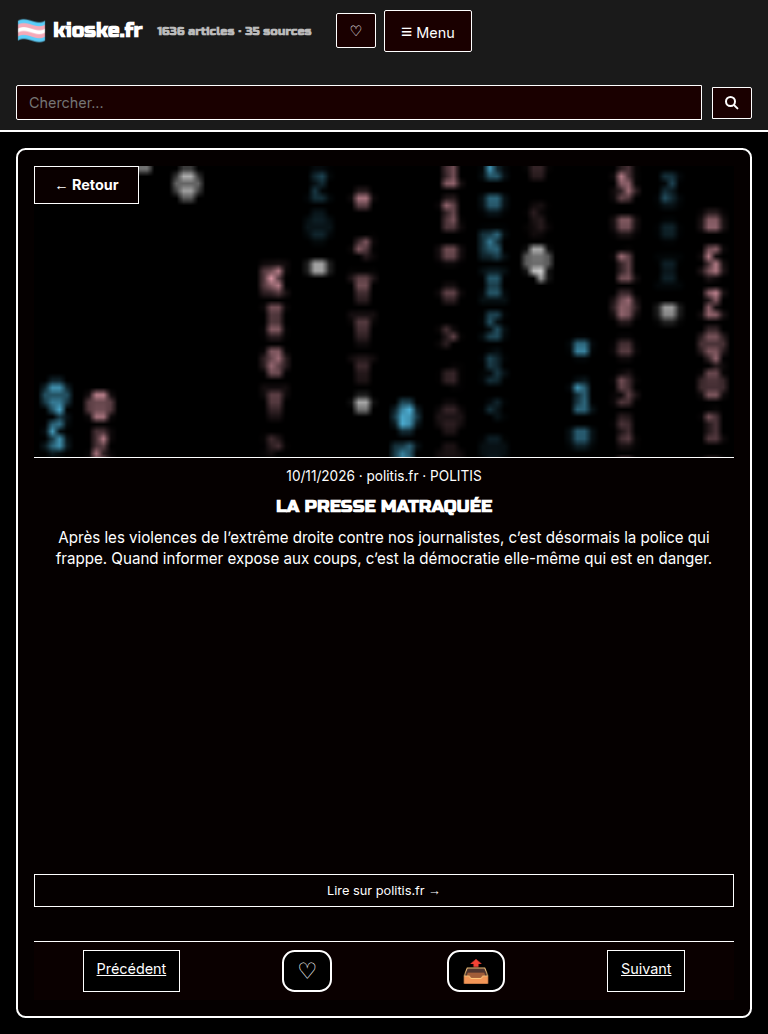 kioske.fr 1636 articles · 35 sources ♡ ≡ Menu
Chercher...
← Retour
10/11/2026 · politis.fr · POLITIS
LA PRESSE MATRAQUÉE
Après les violences de l’extrême droite contre nos journalistes, c’est désormais la police qui
frappe. Quand informer expose aux coups, c’est la démocratie elle-même qui est en danger.
Lire sur politis.fr →
Précédent ♡ Suivant